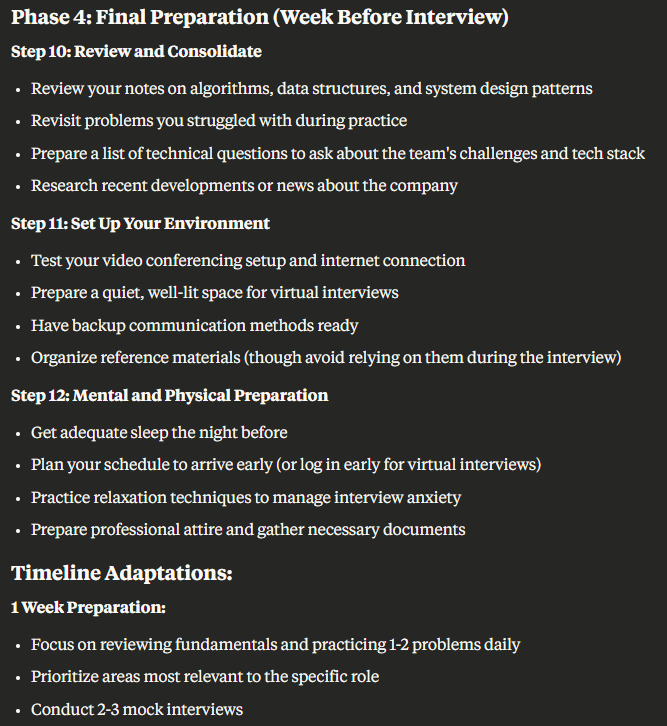 Phase 4: Final Preparation (Week Before Interview)
Step 10: Review and Consolidate
• Review your notes on algorithms, data structures, and system design patterns
• Revisit problems you struggled with during practice
• Prepare a list of technical questions to ask about the team's challenges and tech stack
• Research recent developments or news about the company
Step 11: Set Up Your Environment
• Test your video conferencing setup and internet connection
• Prepare a quiet, well-lit space for virtual interviews
• Have backup communication methods ready
• Organize reference materials (though avoid relying on them during the interview)
Step 12: Mental and Physical Preparation
• Get adequate sleep the night before
• Plan your schedule to arrive early (or log in early for virtual interviews)
• Practice relaxation techniques to manage interview anxiety
• Prepare professional attire and gather necessary documents
Timeline Adaptations:
1 Week Preparation:
• Focus on reviewing fundamentals and practicing 1-2 problems daily
• Prioritize areas most relevant to the specific role
• Conduct 2-3 mock interviews